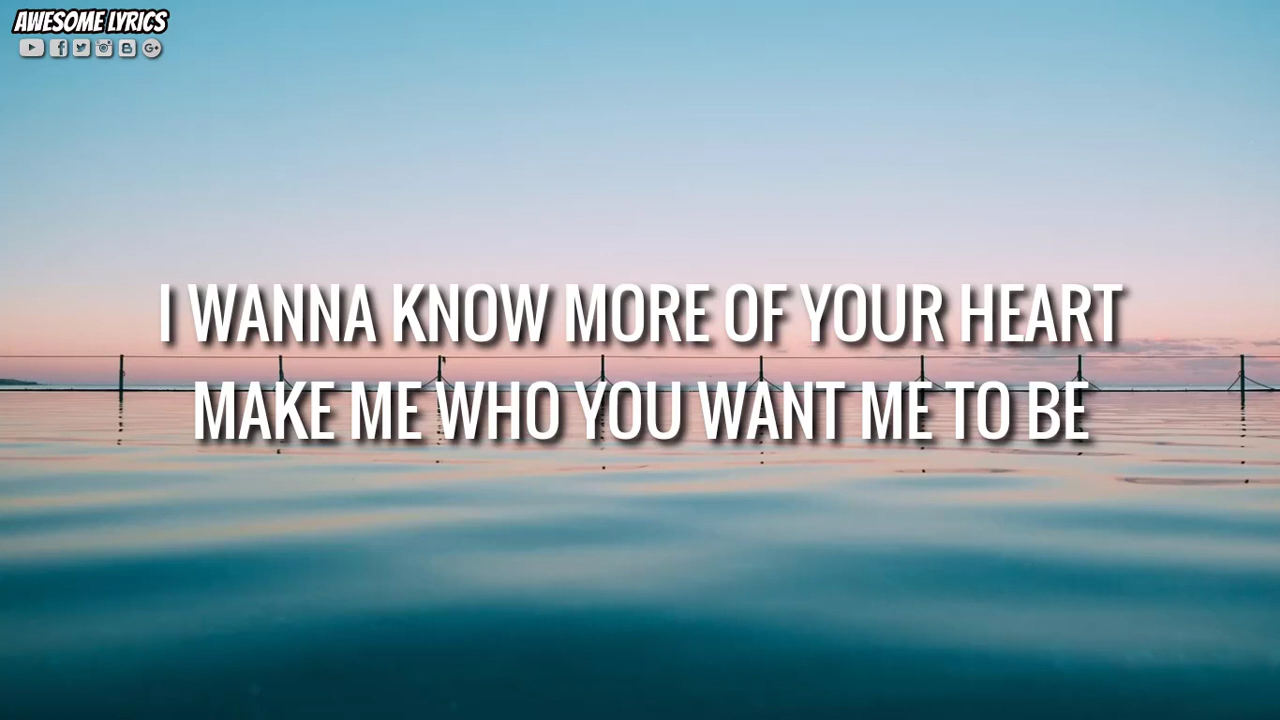 AWESOME LYRICS
I WANNA KNOW MORE OF YOUR HEART
MAKE ME WHO YOU WANT ME TO BE